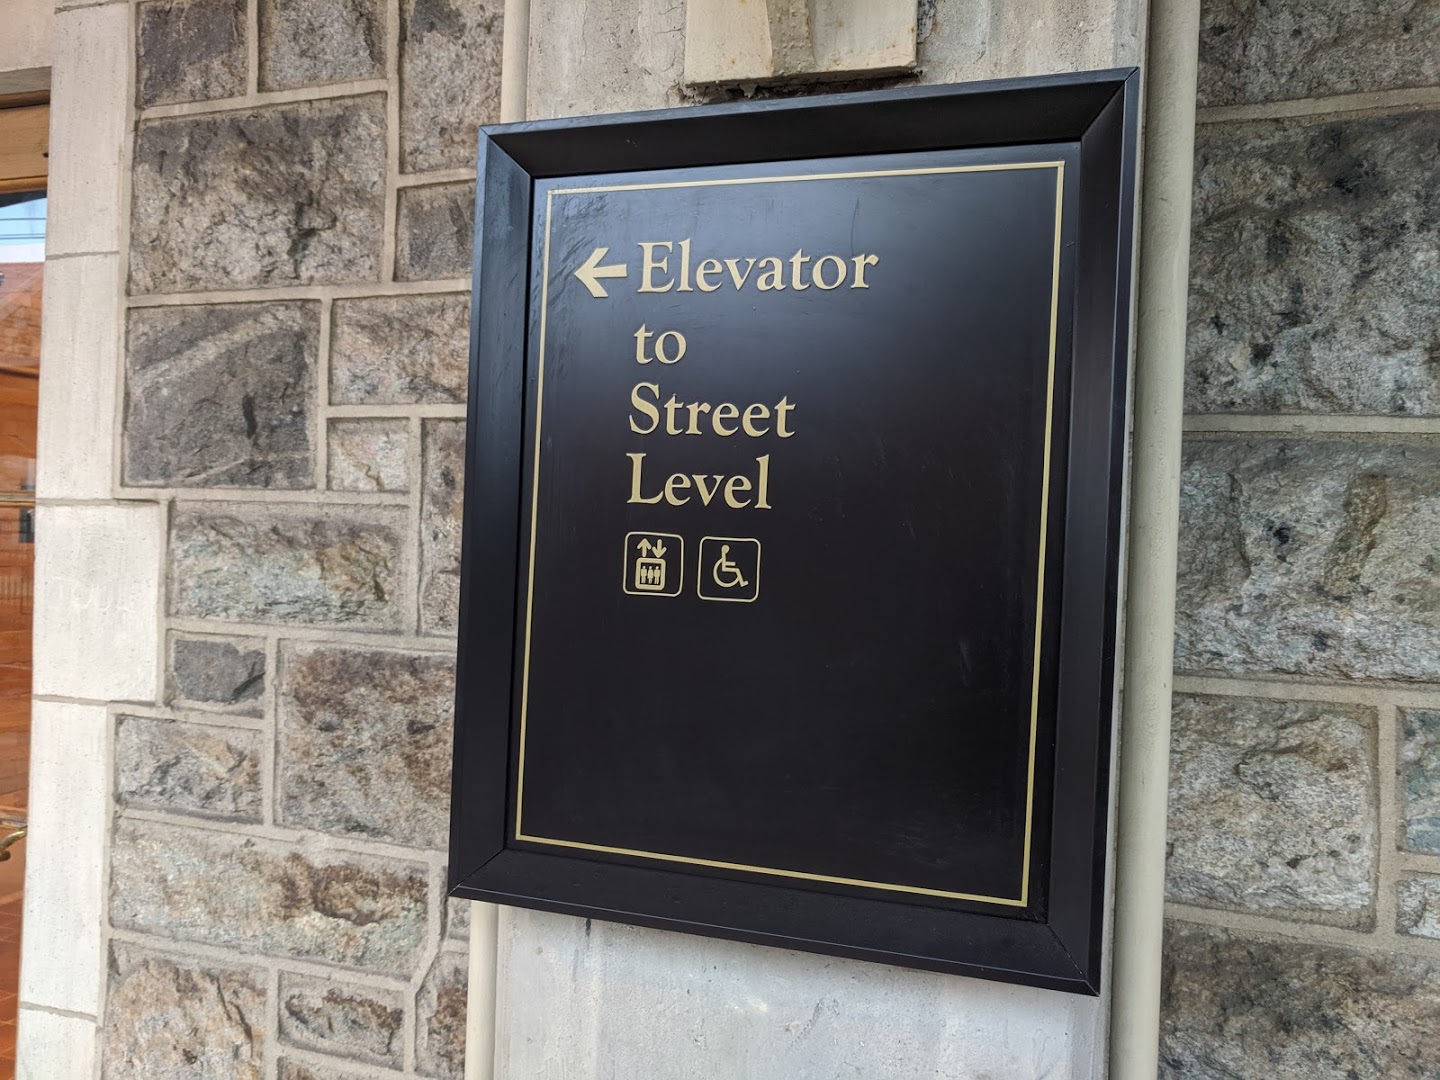 Elevator
to
Street
Level